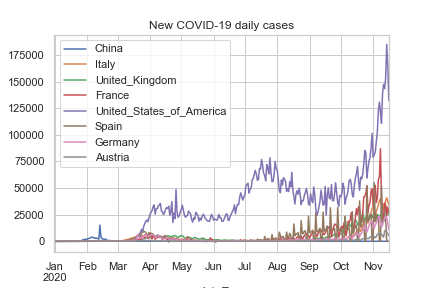 New COVID-19 daily cases
China
Italy
United_Kingdom
France
United_States_of_America
Spain
Germany
Austria
175000
150000
125000
100000
75000
50000
25000
0
Jan Feb Mar Apr May Jun Jul Aug Sep Oct Nov
2020